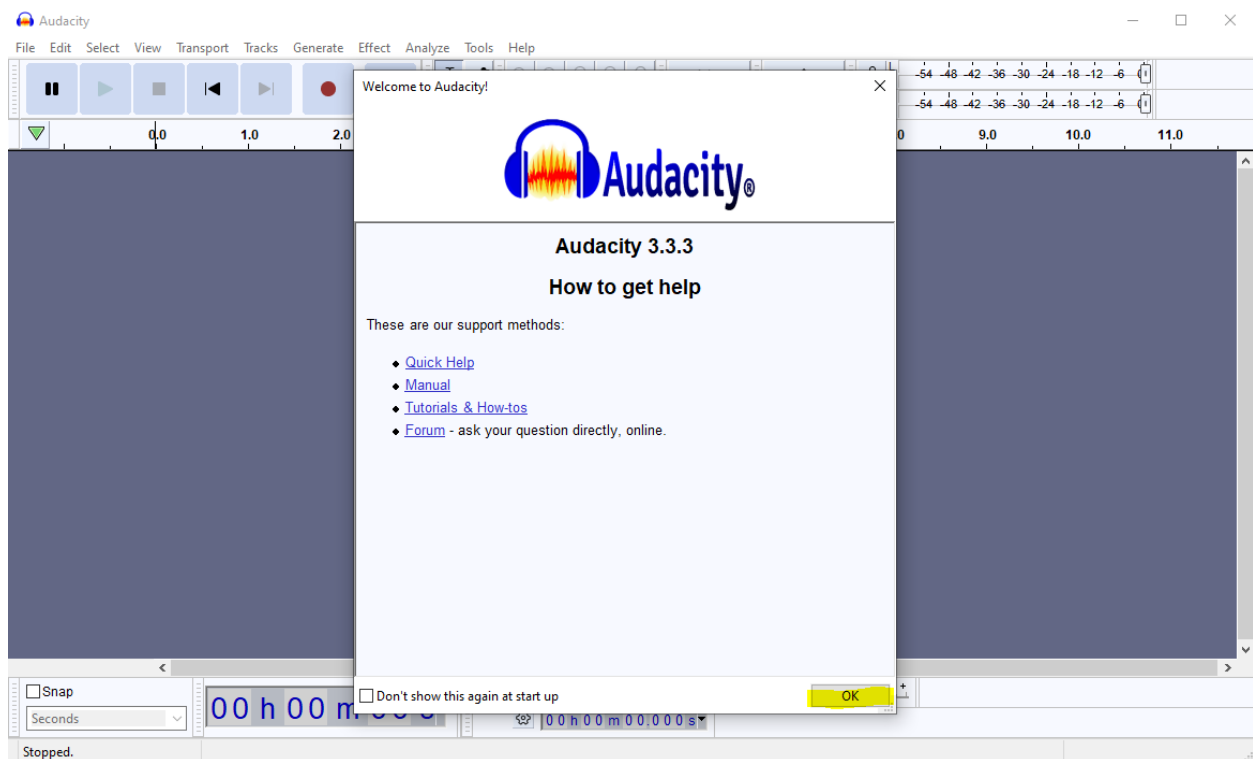 Audacity
File Edit Select View Transport Tracks Generate Effect Analyze Tools Help
-54 -48 -42 -36 -30 -24 -18 -12 -6
-54 -48 -42 -36 -30 -24 -18 -12 -6
0.0 1.0 2.0 9.0 10.0 11.0
Welcome to Audacity!
Audacity®
Audacity 3.3.3
How to get help
These are our support methods:
Quick Help
Manual
Tutorials & How-tos
Forum - ask your question directly, online.
Don't show this again at start up
OK
Snap
Seconds
00 h 00 m
00 h 00 m 00.000 s
Stopped.